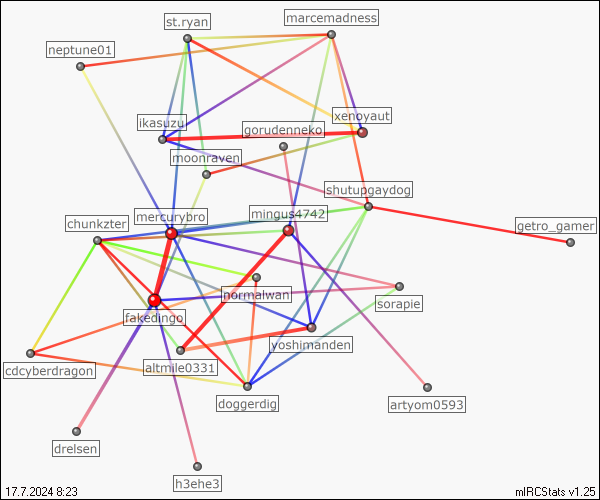 st.ryan
marcemadness
neptune01
xenoyaut
ikasuzu
gorudenneko
moonraven
shutupgaydog
mercurybro
mingus4742
chunkzter
getro_gamer
normalwan
sorapie
fakedingo
yoshimanden
altmile0331
cdcyberdragon
doggerdig
artyom0593
drelsen
h3ehe3
17.7.2024 8:23
mIRCStats v1.25